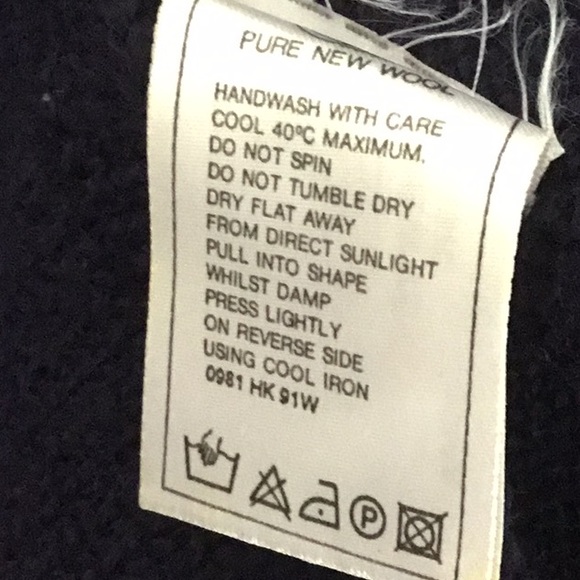 PURE NEW WOOL
HANDWASH WITH CARE
COOL 40ºC MAXIMUM.
DO NOT SPIN
DO NOT TUMBLE DRY
DRY FLAT AWAY
FROM DIRECT SUNLIGHT
PULL INTO SHAPE
WHILST DAMP
PRESS LIGHTLY
ON REVERSE SIDE
USING COOL IRON
0981 HK 91W
P